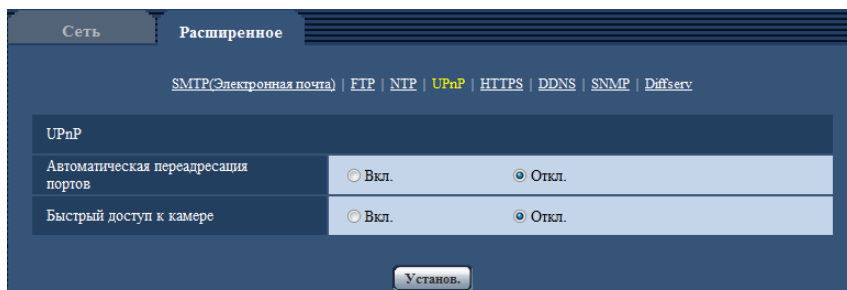 Сеть Расширенное
SMTP(Электронная почта) | FTP | NTP | UPnP | HTTPS | DDNS | SNMP | Diffserv
UPnP
Автоматическая переадресация
портов
Вкл. Откл.
Быстрый доступ к камере Вкл. Откл.
Установ.